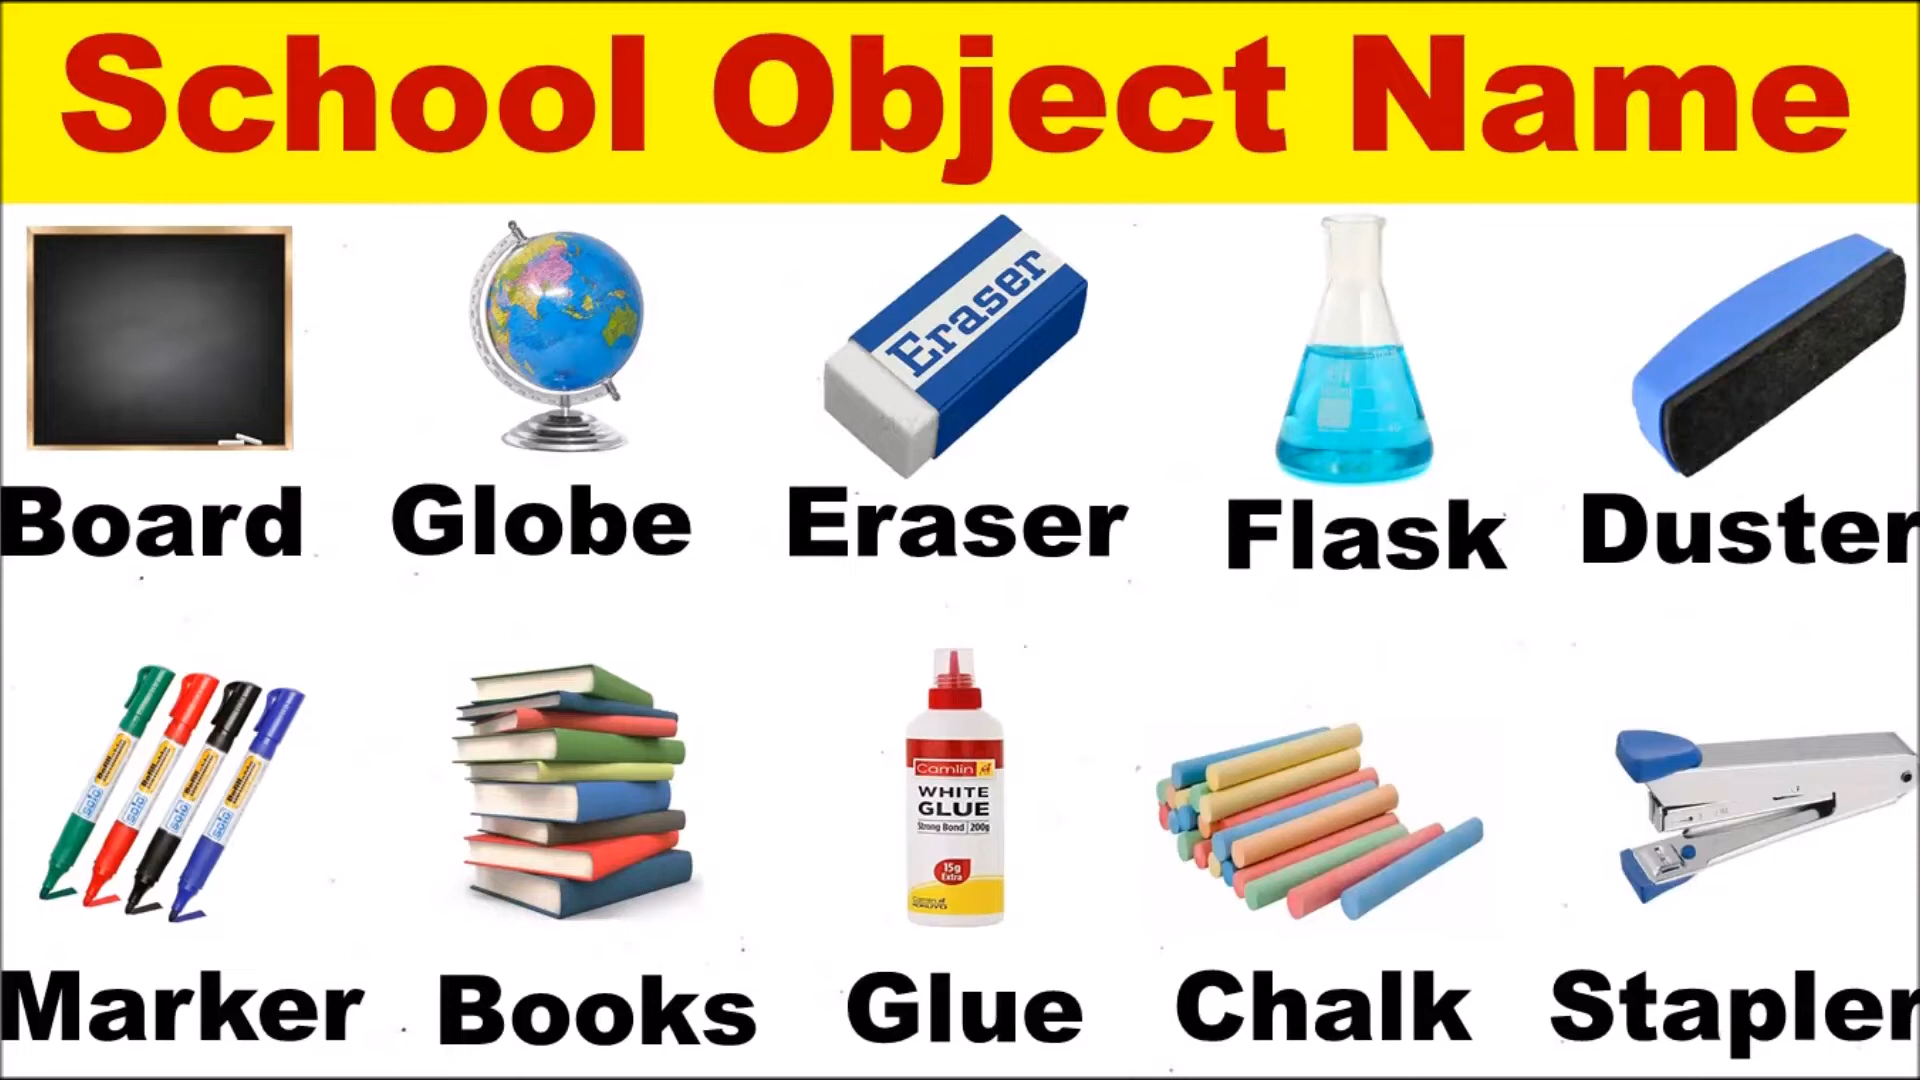 School Object Name
Eraser
Board Globe Eraser Flask Duster
Camlin
WHITE
GLUE
Strong Bond 200g
15g
Extra
Marker Books Glue Chalk Stapler